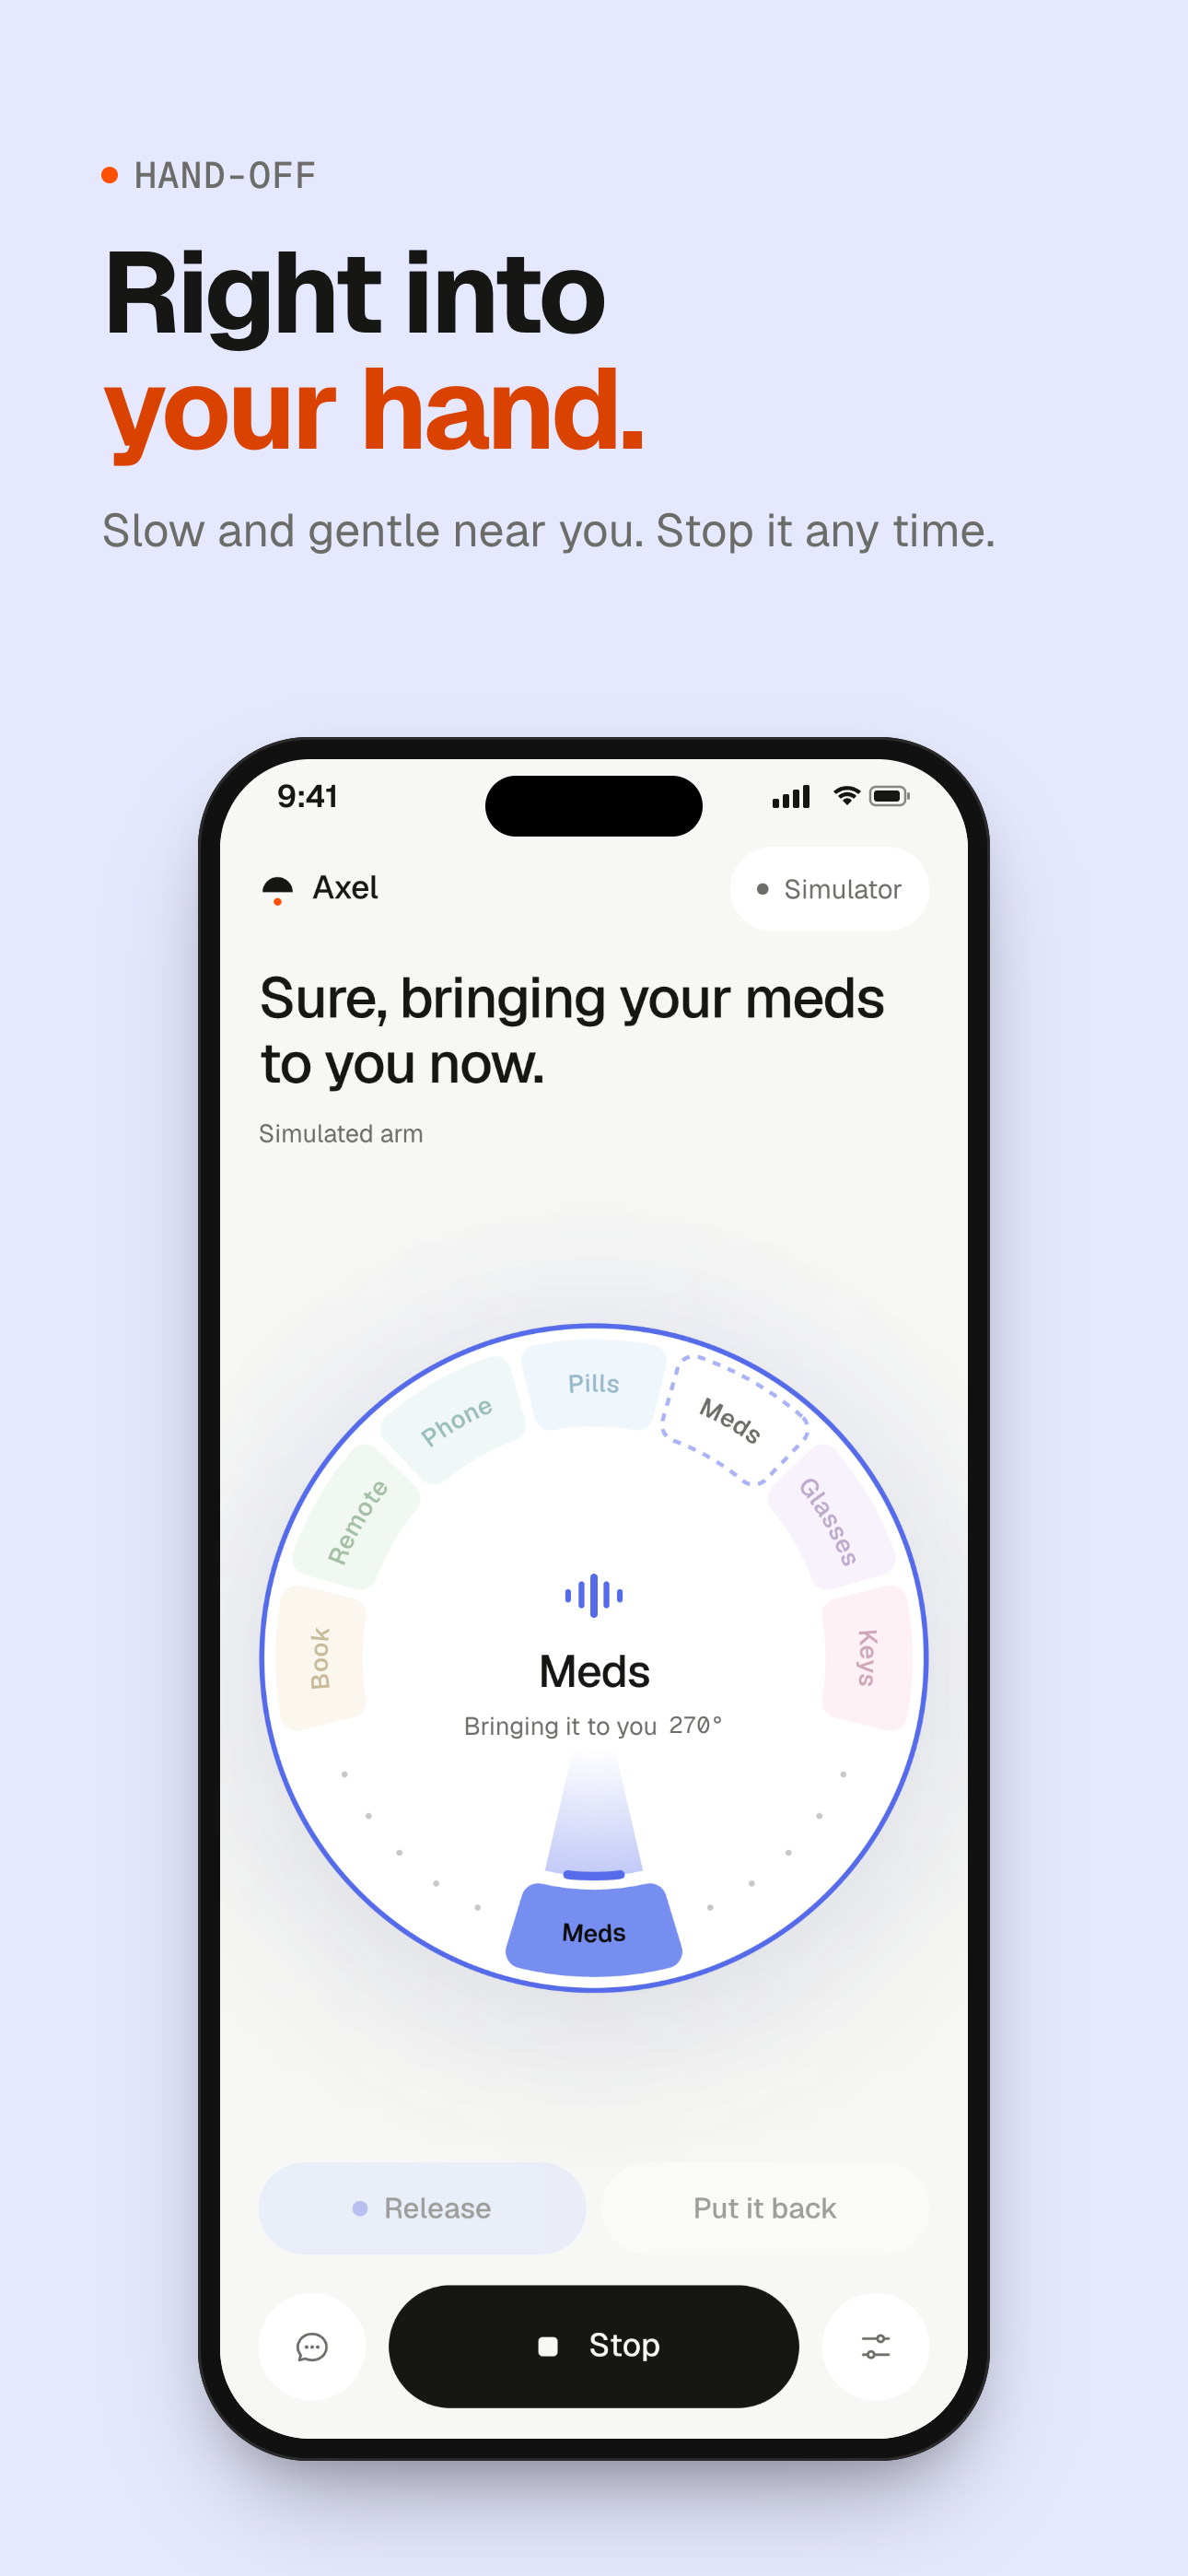 HAND-OFF
Right into
your hand.
Slow and gentle near you. Stop it any time.
9:41
Axel
Simulator
Sure, bringing your meds
to you now.
Simulated arm
Pills
Phone
Meds
Remote
Glasses
Book
Keys
Meds
Bringing it to you 270°
Meds
Release
Put it back
Stop